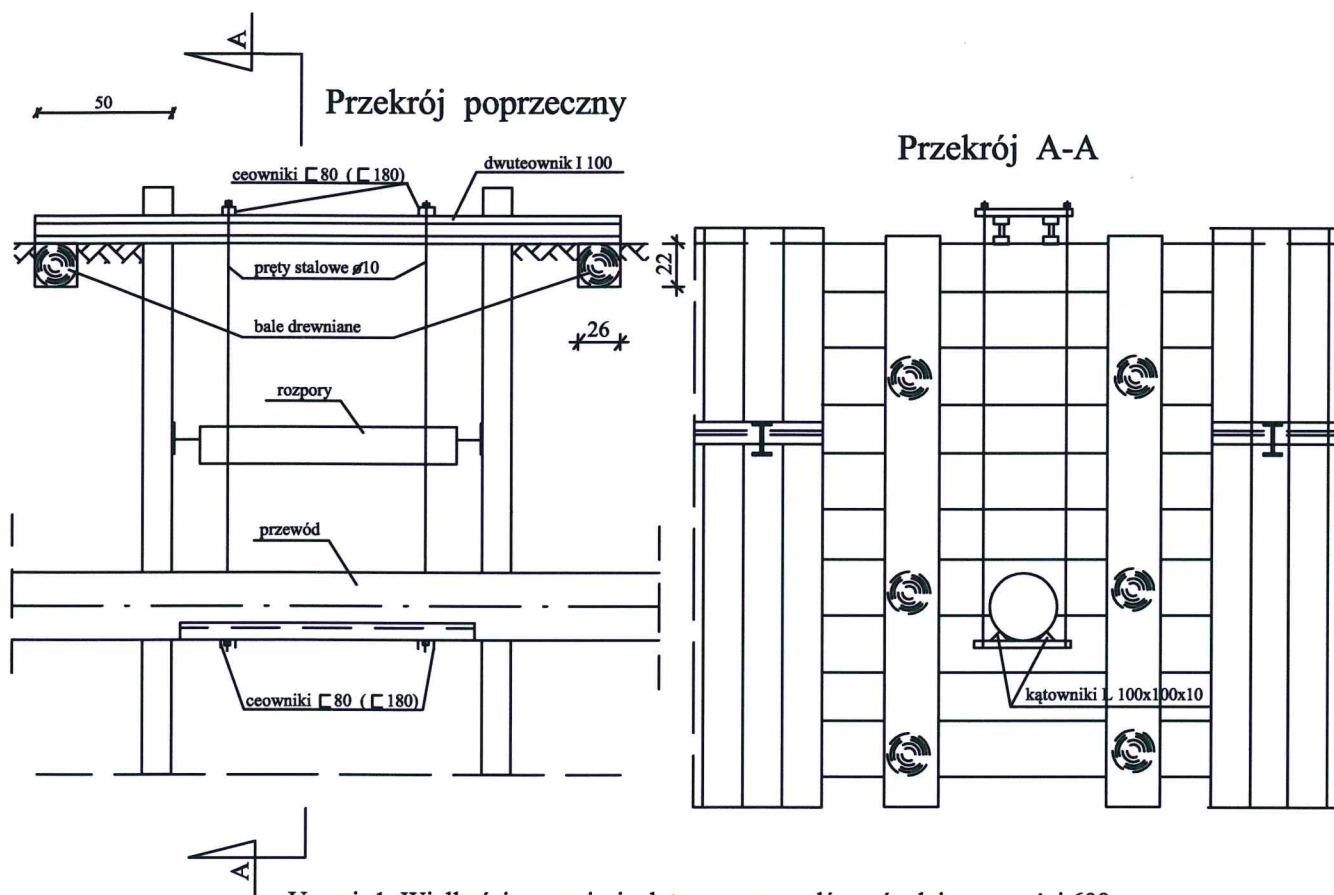 A
50
Przekrój poprzeczny
Przekrój A-A
ceowniki ⊏ 80 ( ⊏ 180)
dwuteownik I 100
pręty stalowe ø10
22
bale drewniane
26
rozpory
przewód
ceowniki ⊏ 80 ( ⊏ 180)
kątowniki L 100x100x10
A